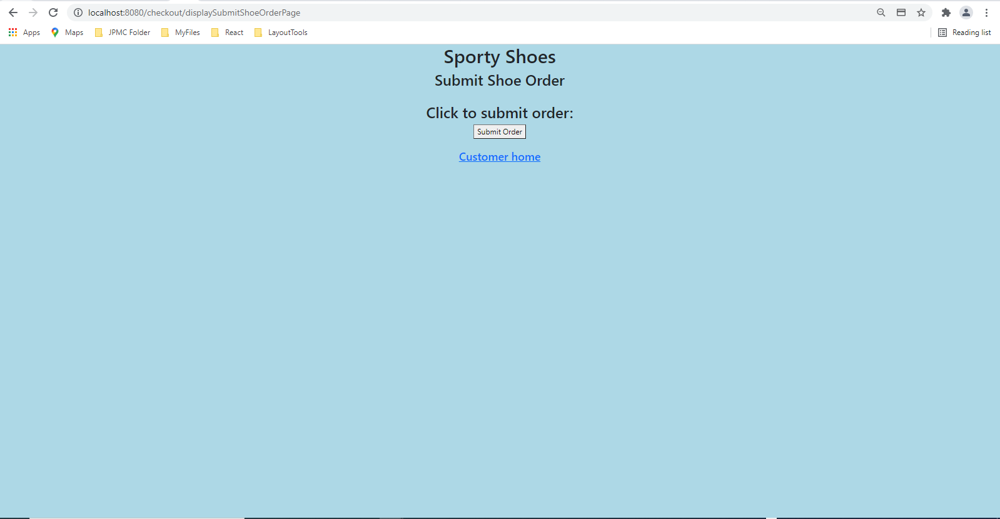 localhost:8080/checkout/displaySubmitShoeOrderPage
Apps Maps JPMC Folder MyFiles React LayoutTools Reading list
Sporty Shoes
Submit Shoe Order
Click to submit order:
Submit Order
Customer home